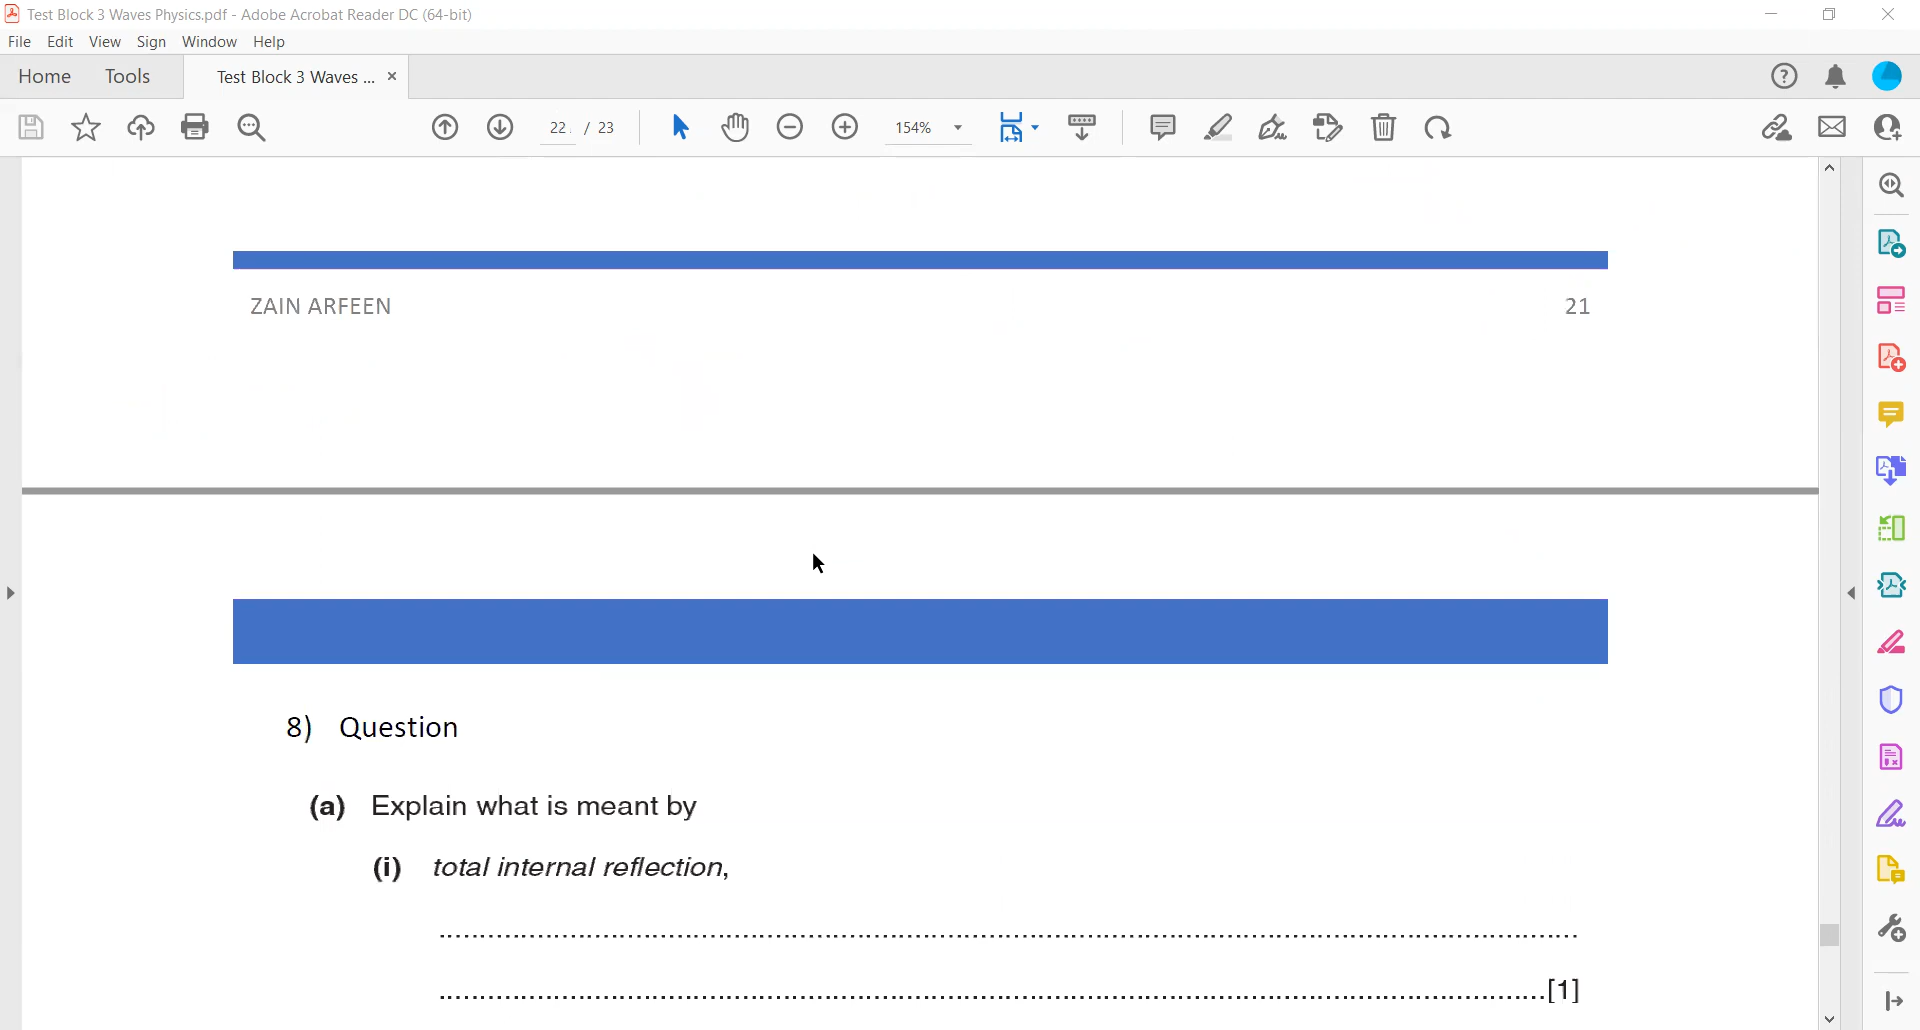 Test Block 3 Waves Physics.pdf - Adobe Acrobat Reader DC (64-bit)
File Edit View Sign Window Help
Home Tools Test Block 3 Waves ... ×
22 / 23 154%
ZAIN ARFEEN 21
8) Question
(a) Explain what is meant by
(i) total internal reflection,
..........................................................................................
..........................................................................................[1]